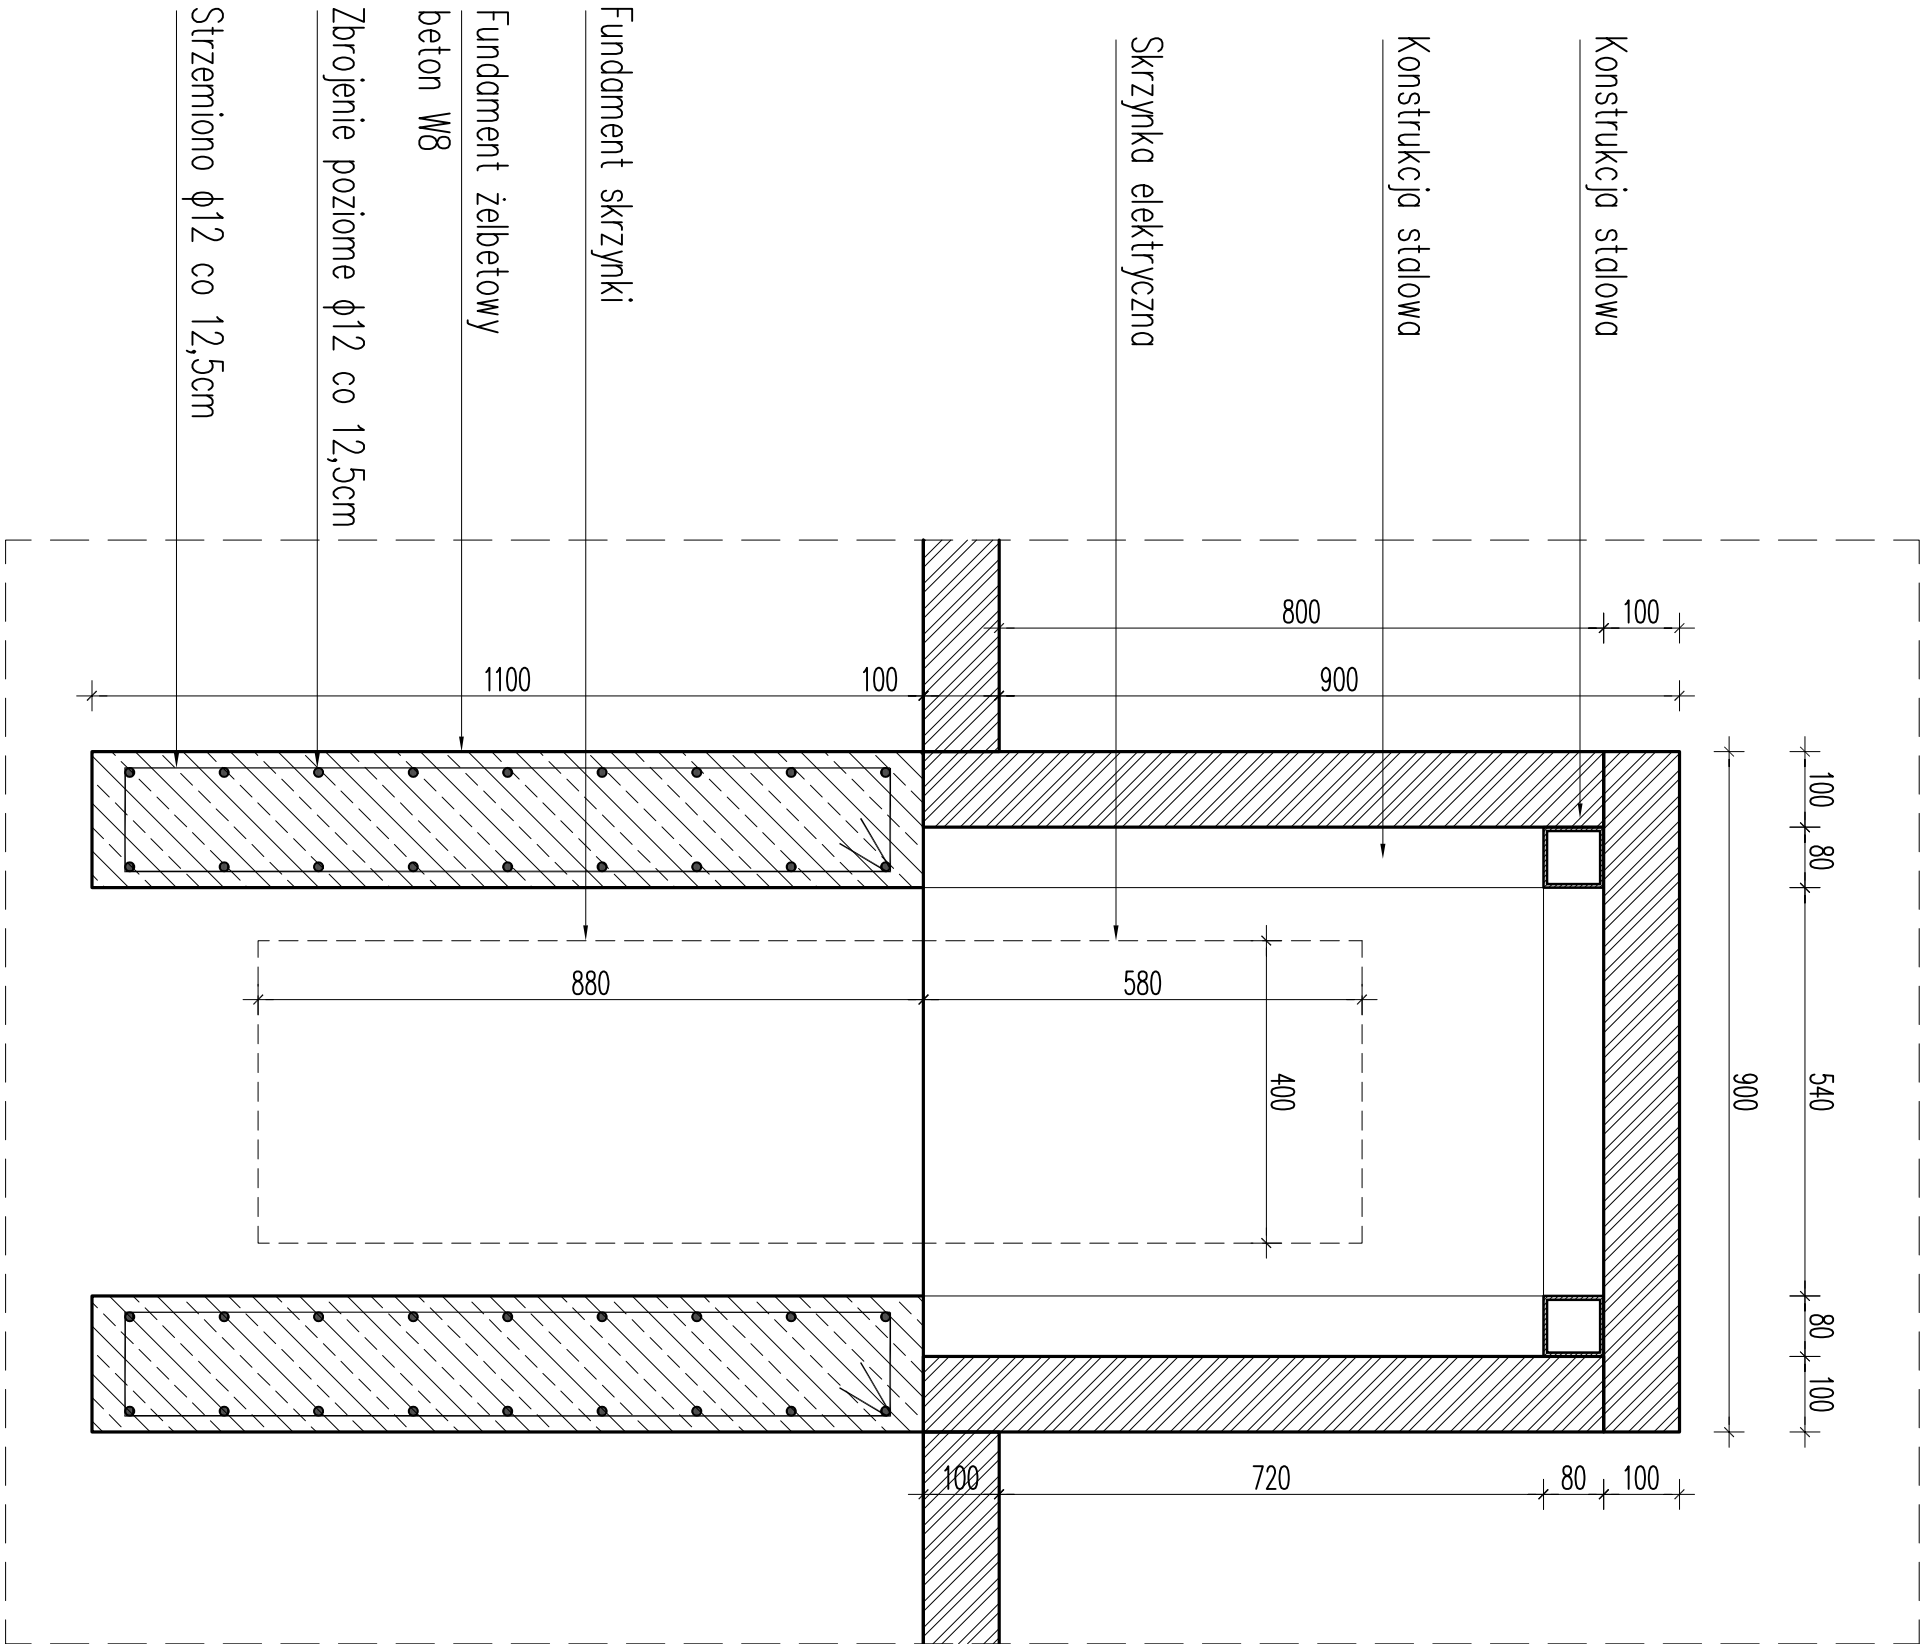 Konstrukcja stalowa
Konstrukcja stalowa
Skrzynka elektryczna
Fundament skrzynki
Fundament żelbetowy
beton W8
Zbrojenie poziome ϕ12 co 12,5cm
Strzemiono ϕ12 co 12,5cm
100 80 540 80 100
900
800 100
1100 100 900
880 580
400
100 720 80 100